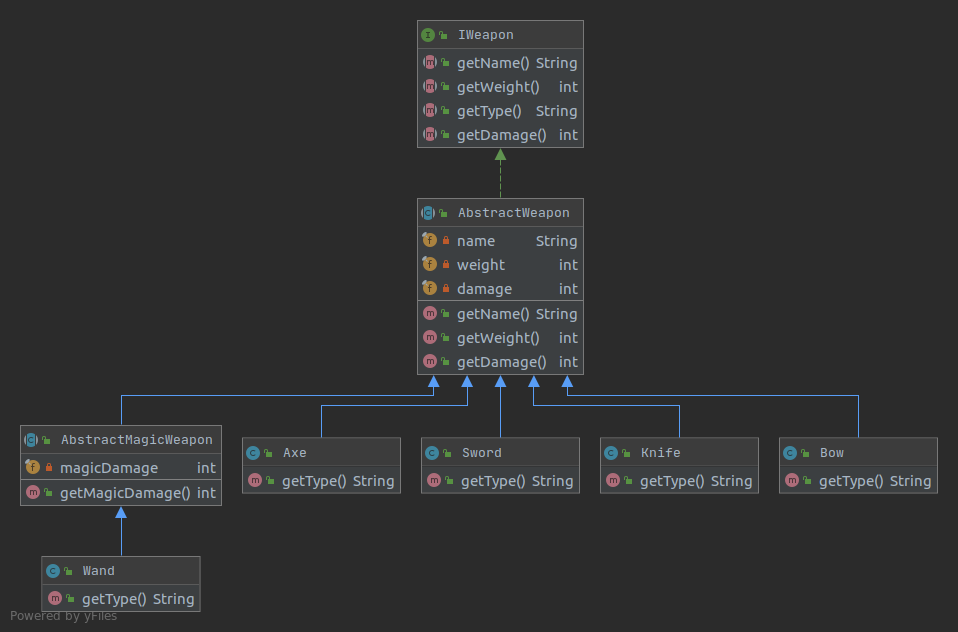 IWeapon
getName() String
getWeight() int
getType() String
getDamage() int
AbstractWeapon
name String
weight int
damage int
getName() String
getWeight() int
getDamage() int
AbstractMagicWeapon
magicDamage int
getMagicDamage() int
Axe
getType() String
Sword
getType() String
Knife
getType() String
Bow
getType() String
Wand
getType() String
Powered by yFiles